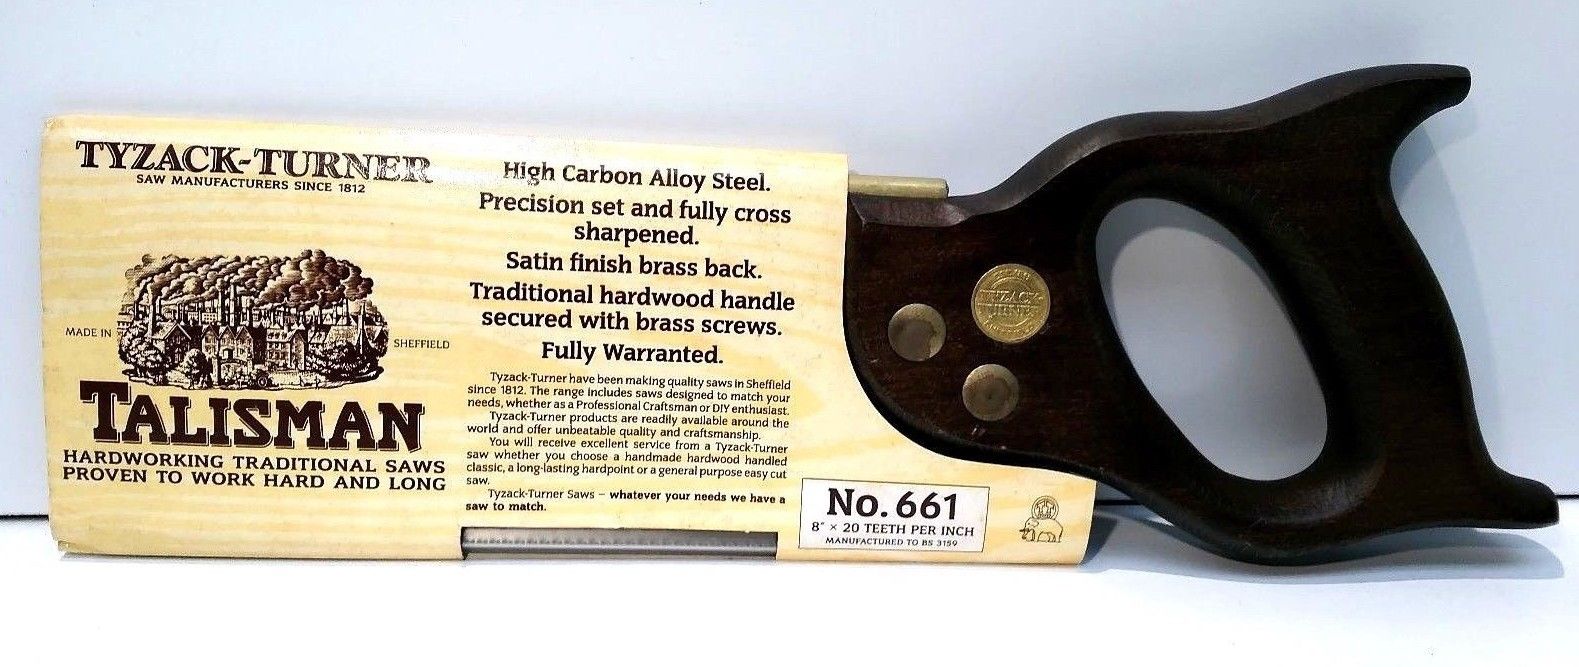 TYZACK-TURNER
SAW MANUFACTURERS SINCE 1812
MADE IN
SHEFFIELD
TALISMAN
HARDWORKING TRADITIONAL SAWS
PROVEN TO WORK HARD AND LONG
High Carbon Alloy Steel.
Precision set and fully cross
sharpened.
Satin finish brass back.
Traditional hardwood handle
secured with brass screws.
Fully Warranted.
Tyzack-Turner have been making quality saws in Sheffield
since 1812. The range includes saws designed to match your
needs, whether as a Professional Craftsman or DIY enthusiast.
Tyzack-Turner products are readily available around the
world and offer unbeatable quality and craftsmanship.
You will receive excellent service from a Tyzack-Turner
saw whether you choose a handmade hardwood handled
classic, a long-lasting hardpoint or a general purpose easy cut
saw.
Tyzack-Turner Saws – whatever your needs we have a
saw to match.
No. 661
8" × 20 TEETH PER INCH
MANUFACTURED TO BS 3159
TYZACK
TURNER